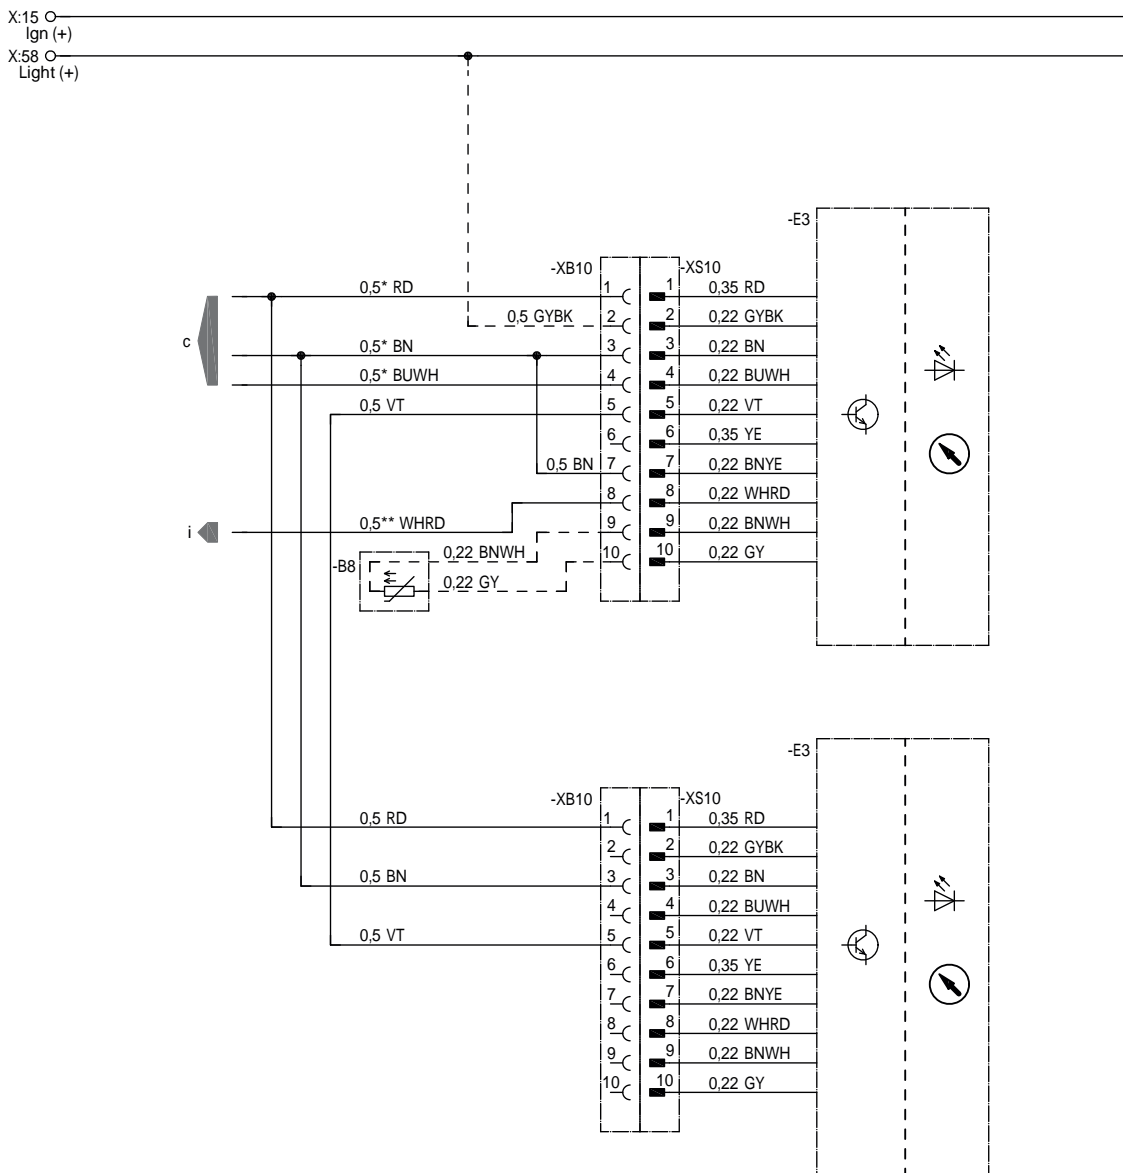 X:15
Ign (+)
X:58
Light (+)
-E3
-XB10 -XS10
1 1 0,5* RD 0,35 RD
2 2 0,5 GYBK 0,22 GYBK
c
3 3 0,5* BN 0,22 BN
4 4 0,5* BUWH 0,22 BUWH
5 5 0,5 VT 0,22 VT
6 6 0,35 YE
0,5 BN 7 7 0,22 BNYE
8 8 0,22 WHRD
i 0,5** WHRD 9 9 0,22 BNWH
-B8 0,22 BNWH 10 10 0,22 GY
0,22 GY
-E3
-XB10 -XS10
0,5 RD 1 1 0,35 RD
2 2 0,22 GYBK
0,5 BN 3 3 0,22 BN
4 4 0,22 BUWH
0,5 VT 5 5 0,22 VT
6 6 0,35 YE
7 7 0,22 BNYE
8 8 0,22 WHRD
9 9 0,22 BNWH
10 10 0,22 GY